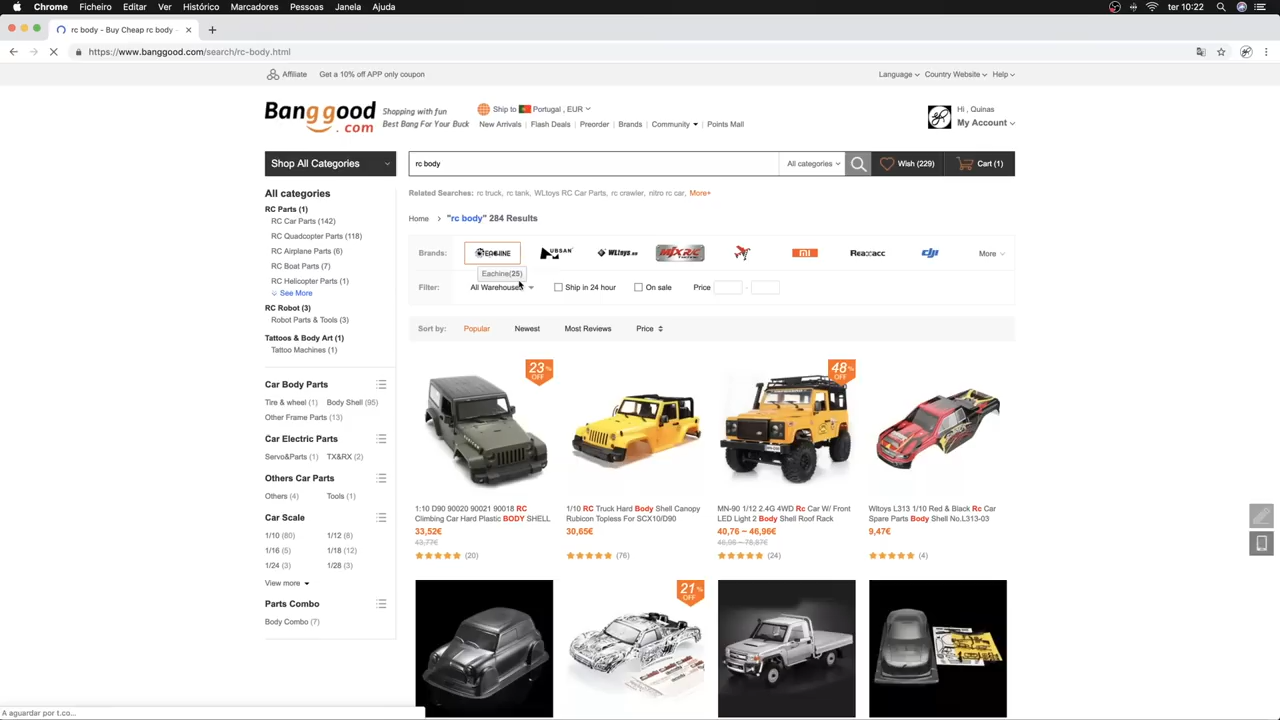 Chrome Ficheiro Editar Ver Histórico Marcadores Pessoas Janela Ajuda
ter 10:22
rc body - Buy Cheap rc body -
https://www.banggood.com/search/rc-body.html
Affiliate Get a 10% off APP only coupon
Language Country Website Help
Banggood.com
Shopping with fun
Best Bang For Your Buck
Ship to Portugal , EUR
New Arrivals | Flash Deals | Preorder | Brands | Community | Points Mall
Hi , Quinas
My Account
Shop All Categories
rc body
All categories
Wish (229)
Cart (1)
Related Searches: rc truck, rc tank, WLtoys RC Car Parts, rc crawler, nitro rc car, More+
Home > "rc body" 284 Results
All categories
RC Parts (1)
RC Car Parts (142)
RC Quadcopter Parts (118)
RC Airplane Parts (6)
RC Boat Parts (7)
RC Helicopter Parts (1)
See More
RC Robot (3)
Robot Parts & Tools (3)
Tattoos & Body Art (1)
Tattoo Machines (1)
Car Body Parts
Tire & wheel (1) Body Shell (95)
Other Frame Parts (13)
Car Electric Parts
Servo&Parts (1) TX&RX (2)
Others Car Parts
Others (4) Tools (1)
Car Scale
1/10 (80) 1/12 (8)
1/16 (5) 1/18 (12)
1/24 (3) 1/28 (3)
View more
Parts Combo
Body Combo (7)
Brands: EACHINE HUBSAN WLtoys MJX R/C MI Realacc dji More
Eachine(25)
Filter: All Warehouses Ship in 24 hour On sale Price -
Sort by: Popular Newest Most Reviews Price
23% OFF
48% OFF
1:10 D90 90020 90021 90018 RC
Climbing Car Hard Plastic BODY SHELL
33,52€
43,77€
(20)
1/10 RC Truck Hard Body Shell Canopy
Rubicon Topless For SCX10/D90
30,65€
(76)
MN-90 1/12 2.4G 4WD Rc Car W/ Front
LED Light 2 Body Shell Roof Rack
40,76 ~ 46,96€
(24)
Wltoys L313 1/10 Red & Black Rc Car
Spare Parts Body Shell No.L313-03
9,47€
(4)
21% OFF
A aguardar por t.co...